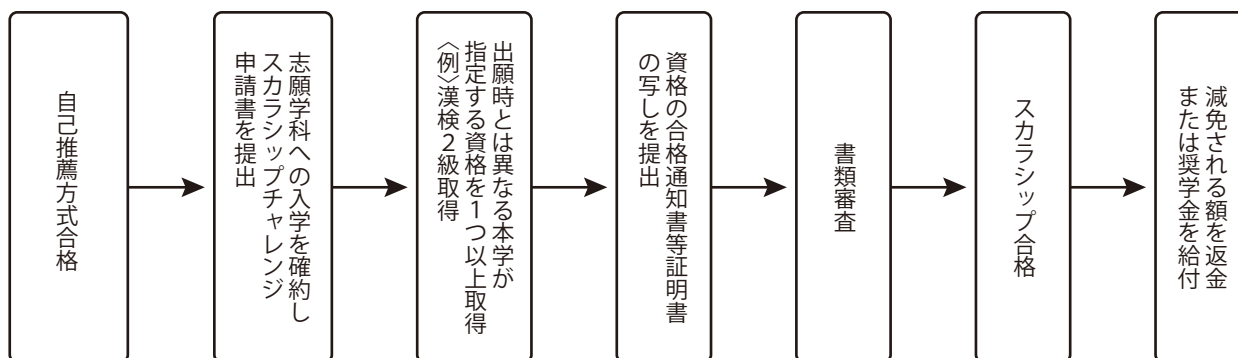 自己推薦方式合格
志願学科への入学を確約し
スカラシップチャレンジ
申請書を提出
出願時とは異なる本学が
指定する資格を1つ以上取得
〈例〉漢検2級取得
資格の合格通知書等証明書
の写しを提出
書類審査
スカラシップ合格
減免される額を返金
または奨学金を給付